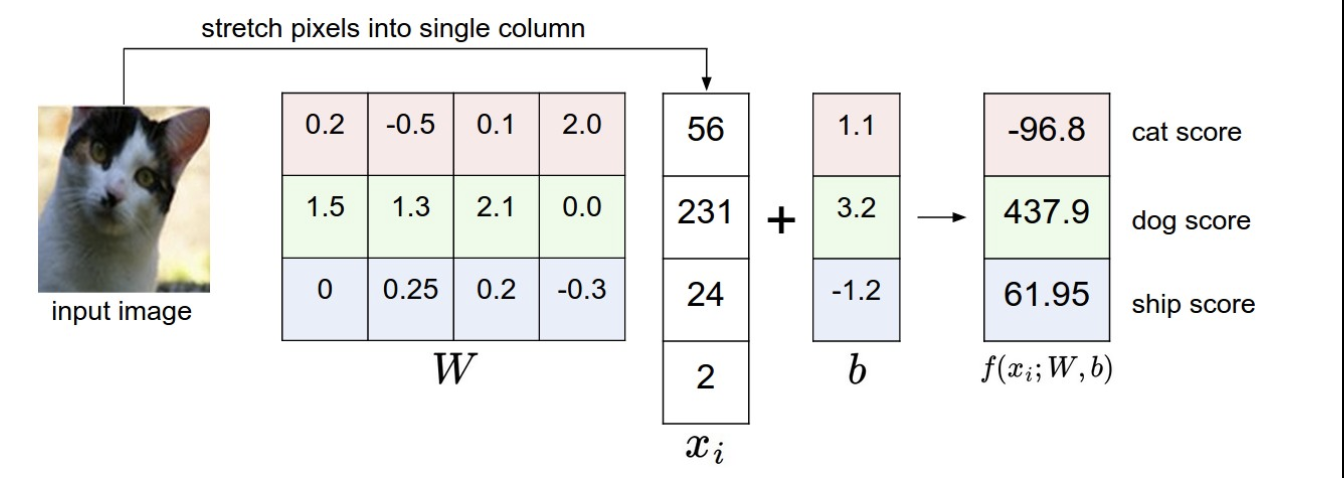 stretch pixels into single column
input image
0.2 -0.5 0.1 2.0
1.5 1.3 2.1 0.0
0 0.25 0.2 -0.3
W
56
231
24
2
xᵢ
+
1.1
3.2
-1.2
b
-96.8 cat score
437.9 dog score
61.95 ship score
f(xᵢ; W, b)